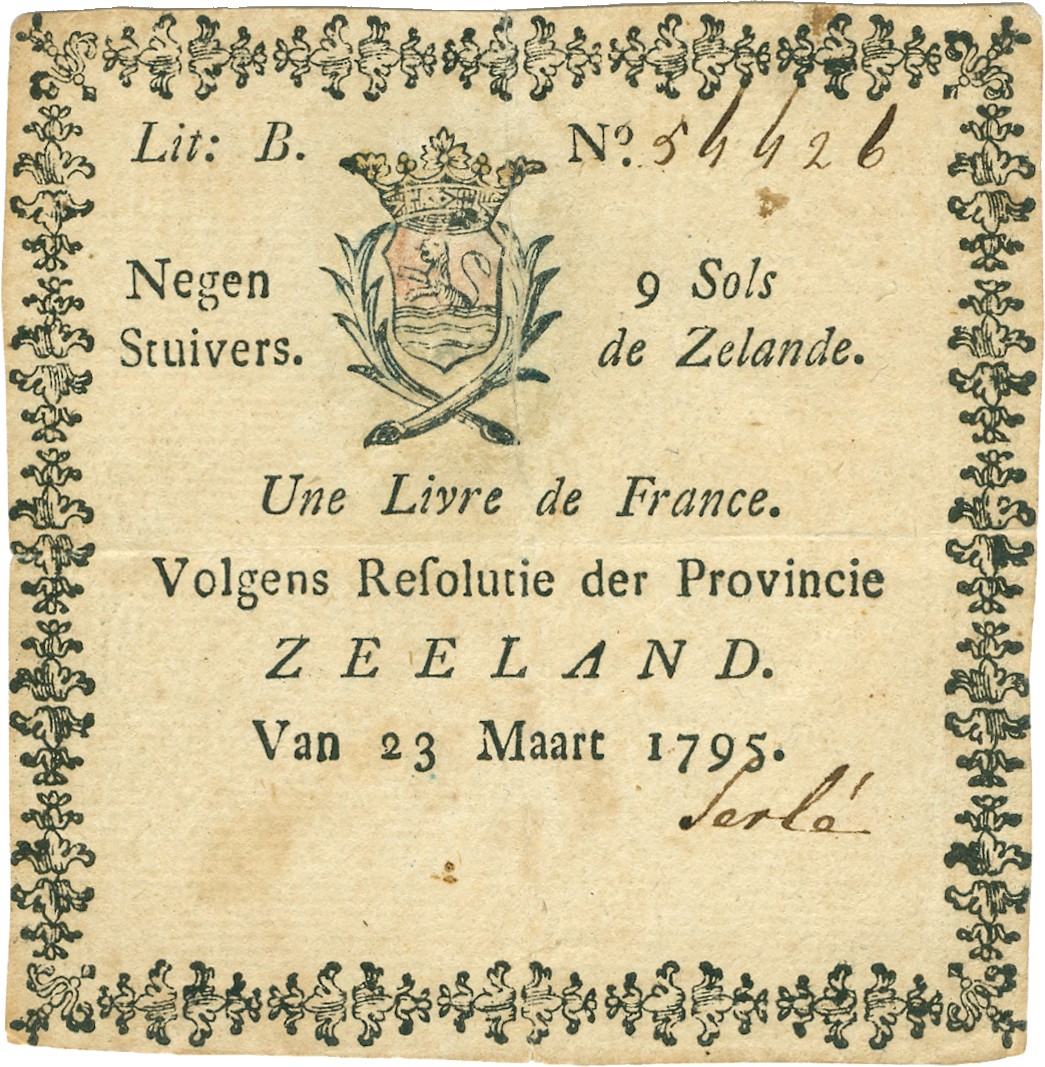 Lit: B. Nº. 54426
Negen
Stuivers.
9 Sols
de Zelande.
Une Livre de France.
Volgens Reſolutie der Provincie
ZEELAND.
Van 23 Maart 1795.
Serlé